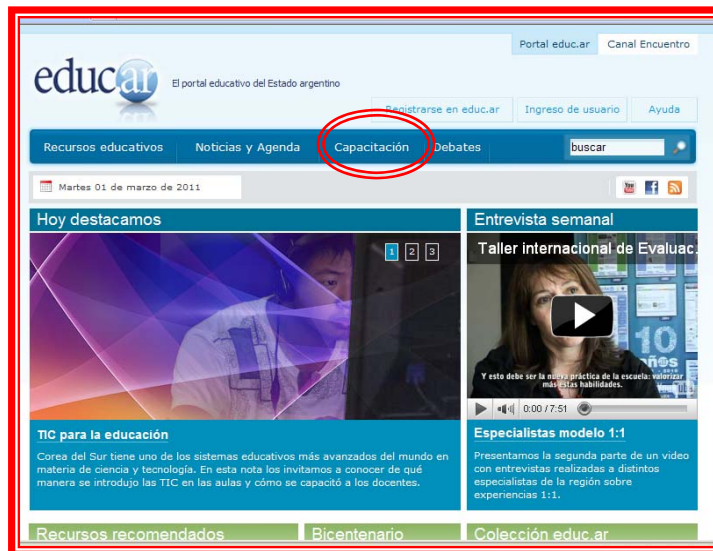 Portal educ.ar Canal Encuentro
educ.ar El portal educativo del Estado argentino
Registrarse en educ.ar Ingreso de usuario Ayuda
Recursos educativos Noticias y Agenda Capacitación Debates buscar
Martes 01 de marzo de 2011
You Tube
Hoy destacamos
1 2 3
TIC para la educación
Corea del Sur tiene uno de los sistemas educativos más avanzados del mundo en
materia de ciencia y tecnología. En esta nota los invitamos a conocer de qué
manera se introdujo las TIC en las aulas y cómo se capacitó a los docentes.
Entrevista semanal
Taller internacional de Evaluac...
10
años
Y esto debe ser la nueva práctica de la escuela: valorizar
más estas habilidades.
0:00 / 7:51
Especialistas modelo 1:1
Presentamos la segunda parte de un video
con entrevistas realizadas a distintos
especialistas de la región sobre
experiencias 1:1.
Recursos recomendados Bicentenario Colección educ.ar